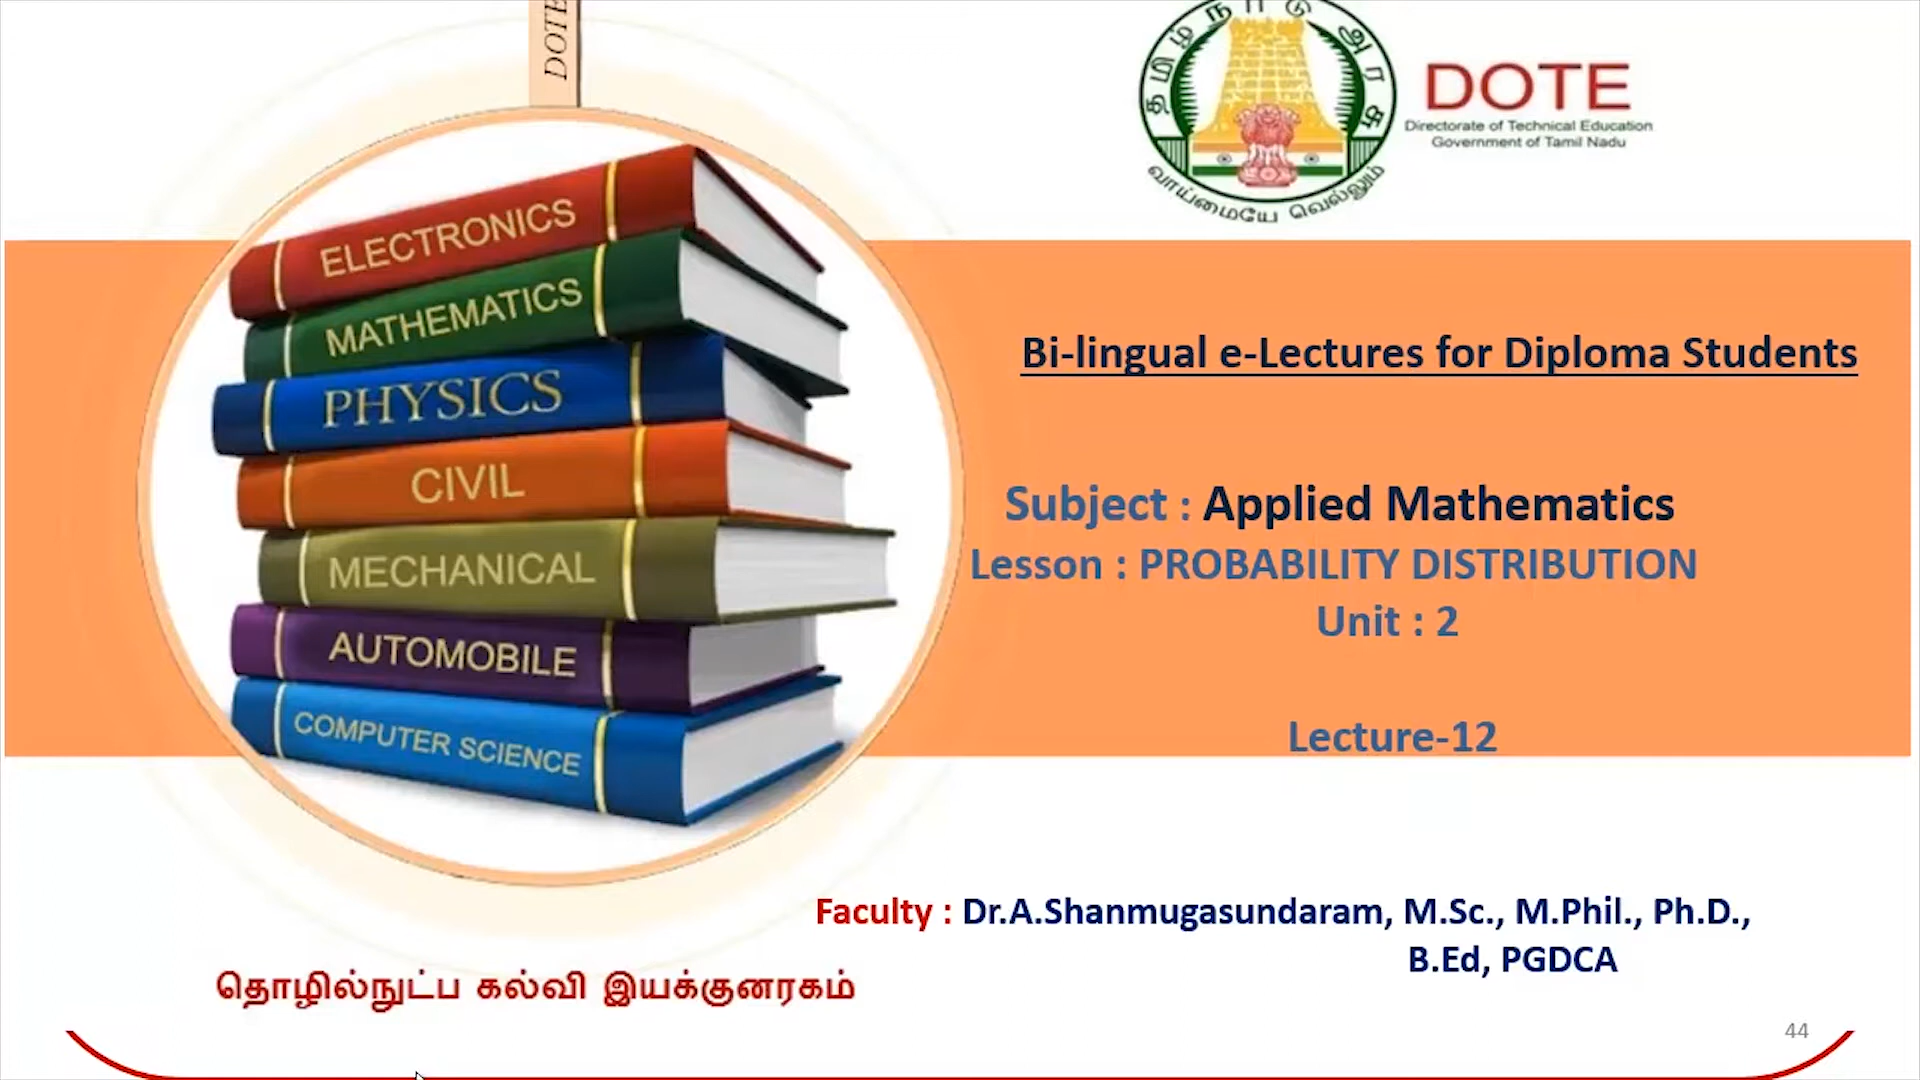 DOTE
தமிழ்நாடு அரசு
வாய்மையே வெல்லும்
DOTE
Directorate of Technical Education
Government of Tamil Nadu
ELECTRONICS
MATHEMATICS
PHYSICS
CIVIL
MECHANICAL
AUTOMOBILE
COMPUTER SCIENCE
Bi-lingual e-Lectures for Diploma Students
Subject : Applied Mathematics
Lesson : PROBABILITY DISTRIBUTION
Unit : 2
Lecture-12
Faculty : Dr.A.Shanmugasundaram, M.Sc., M.Phil., Ph.D.,
B.Ed, PGDCA
தொழில்நுட்ப கல்வி இயக்குனரகம்
44